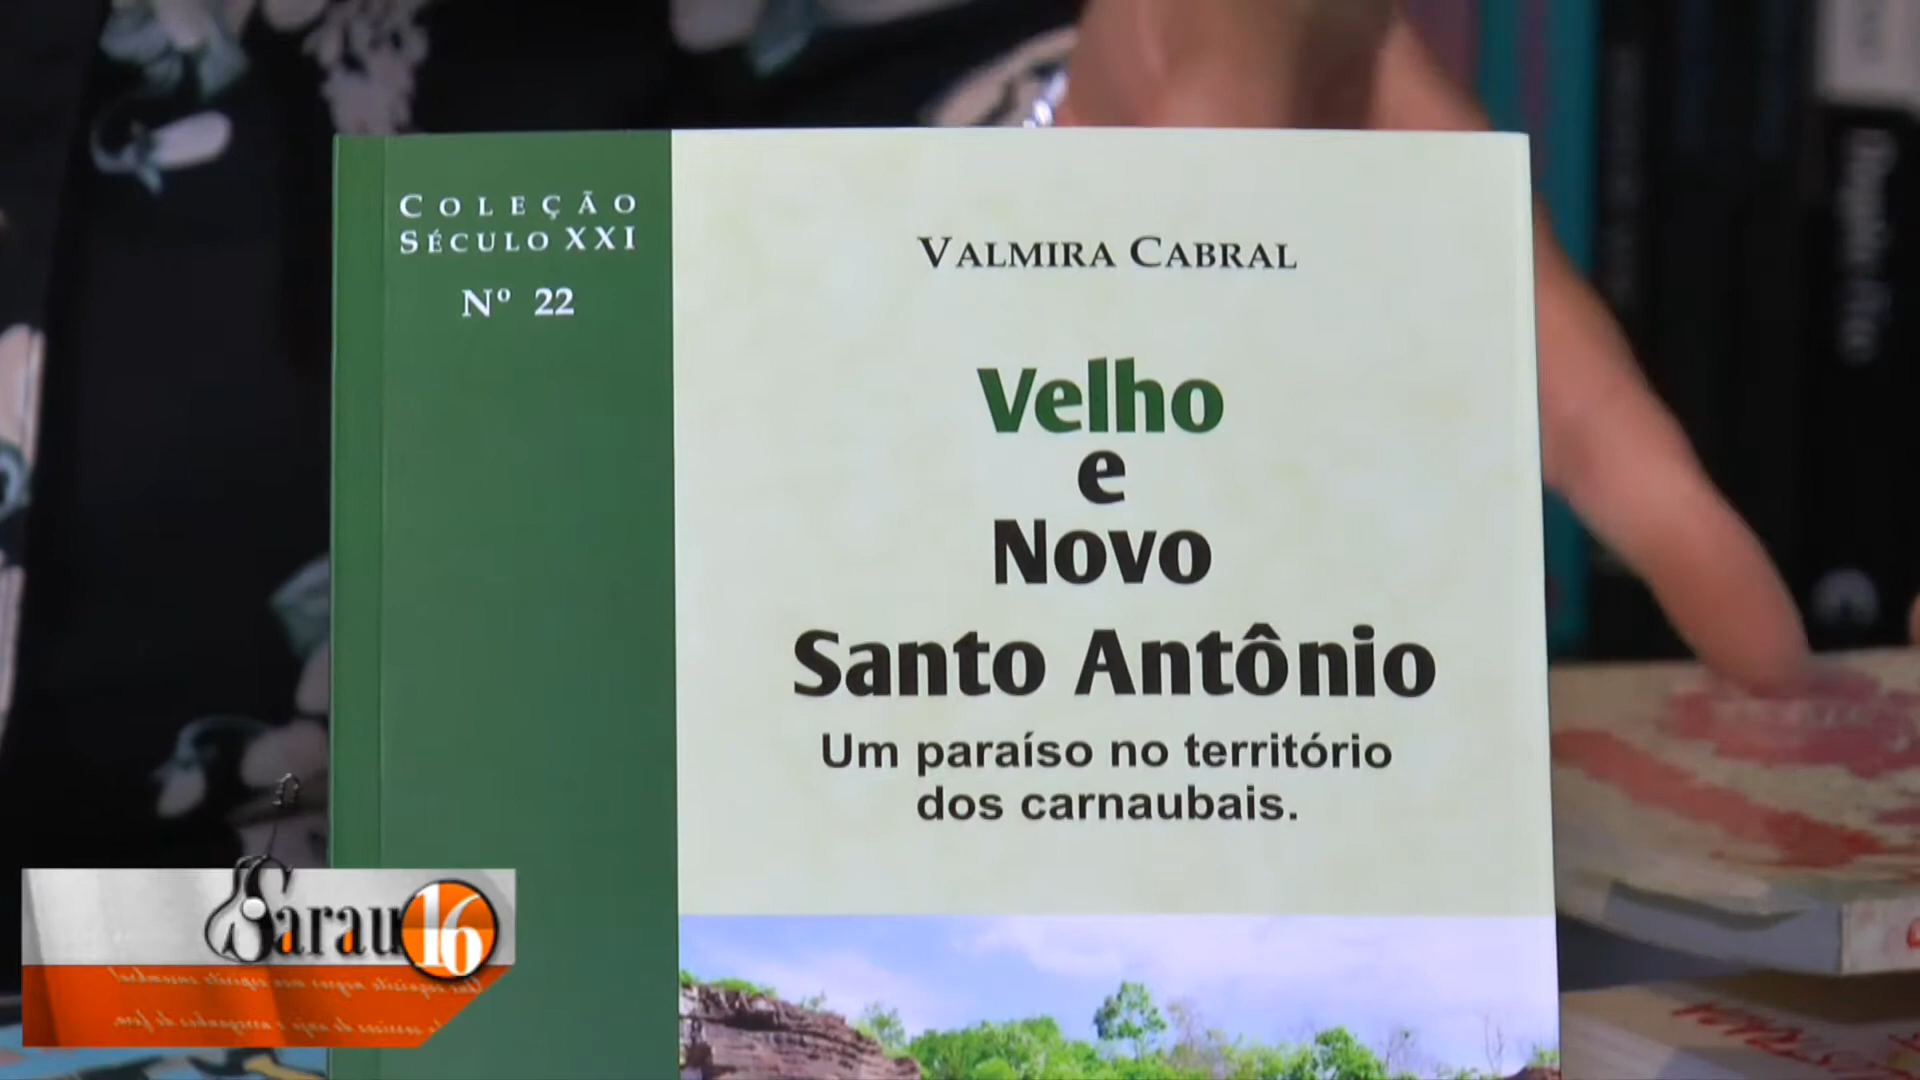 COLEÇÃO
SÉCULO XXI
Nº 22
VALMIRA CABRAL
Velho
e
Novo
Santo Antônio
Um paraíso no território
dos carnaubais.
Sarau 16